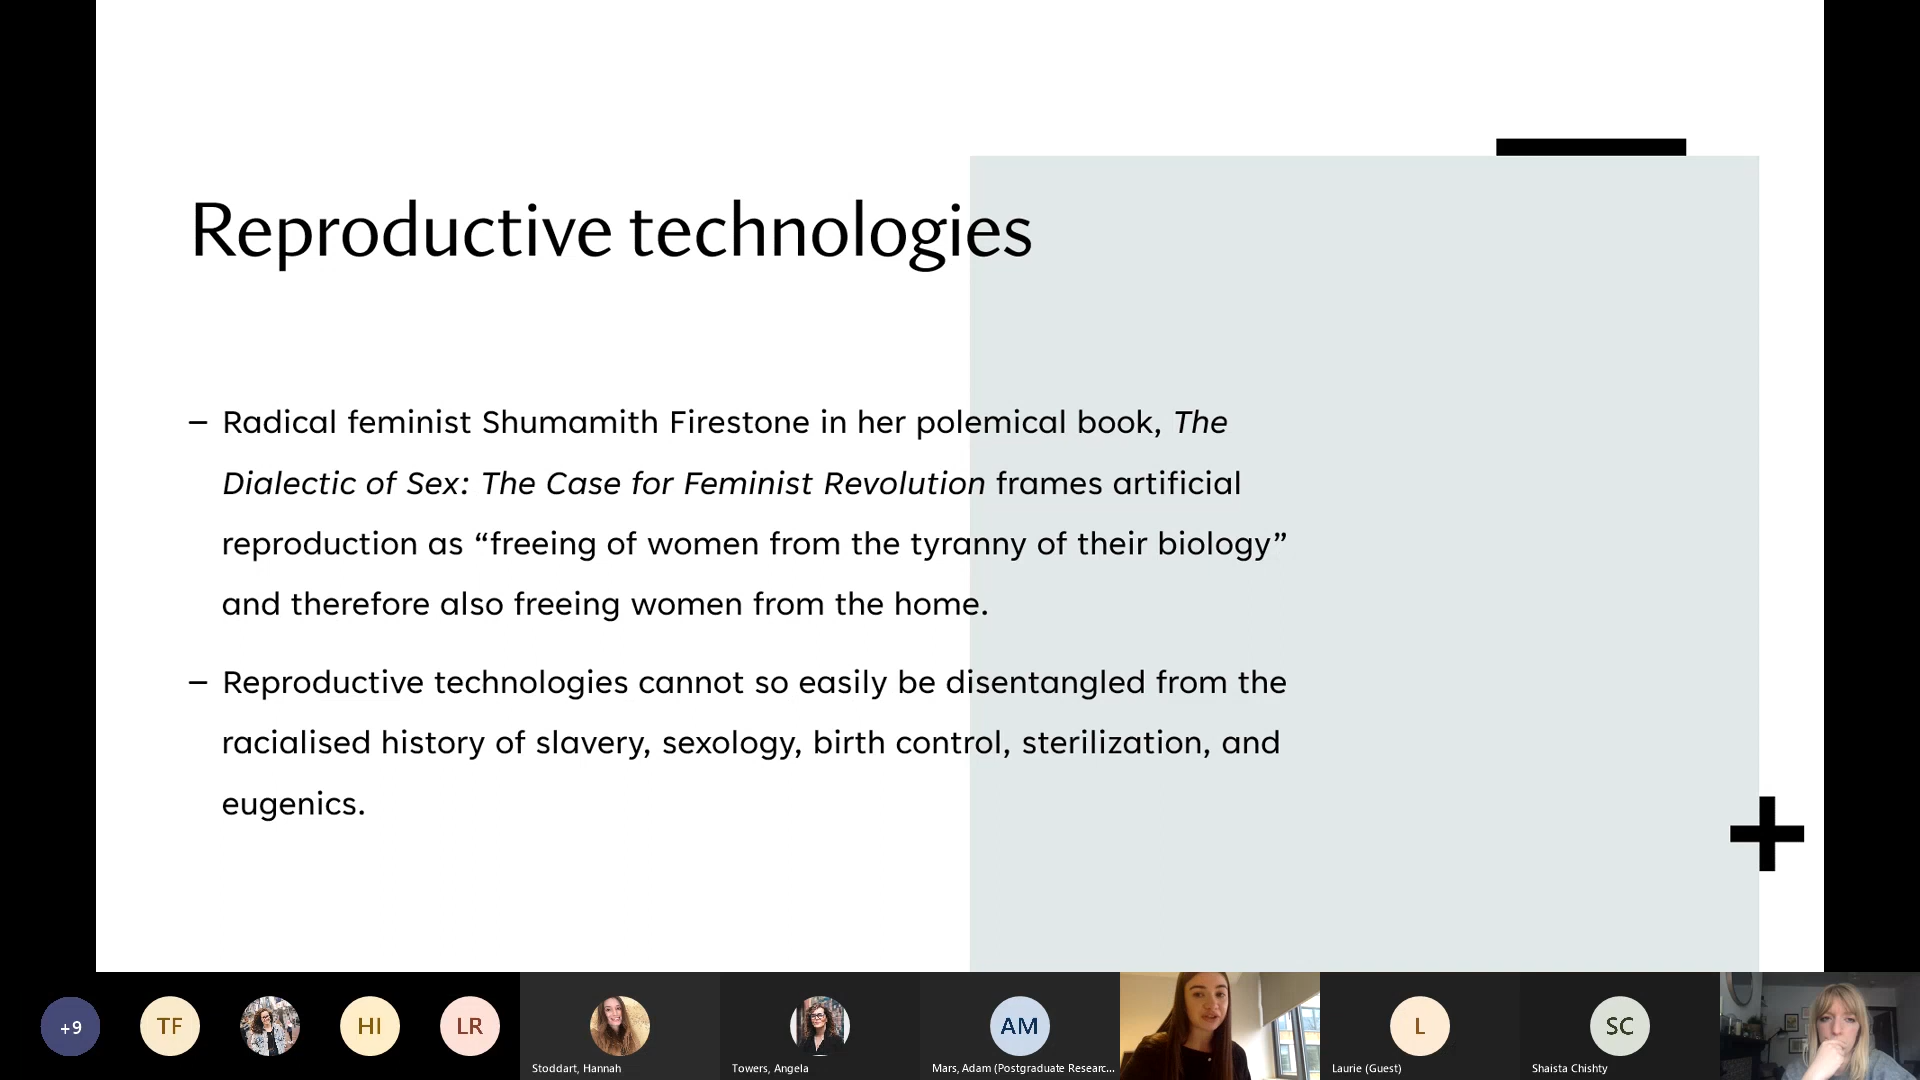 Reproductive technologies
– Radical feminist Shumamith Firestone in her polemical book, The
Dialectic of Sex: The Case for Feminist Revolution frames artificial
reproduction as “freeing of women from the tyranny of their biology”
and therefore also freeing women from the home.
– Reproductive technologies cannot so easily be disentangled from the
racialised history of slavery, sexology, birth control, sterilization, and
eugenics.
+9
TF
HI
LR
Stoddart, Hannah
Towers, Angela
AM
Mars, Adam (Postgraduate Researc...
L
Laurie (Guest)
SC
Shaista Chishty